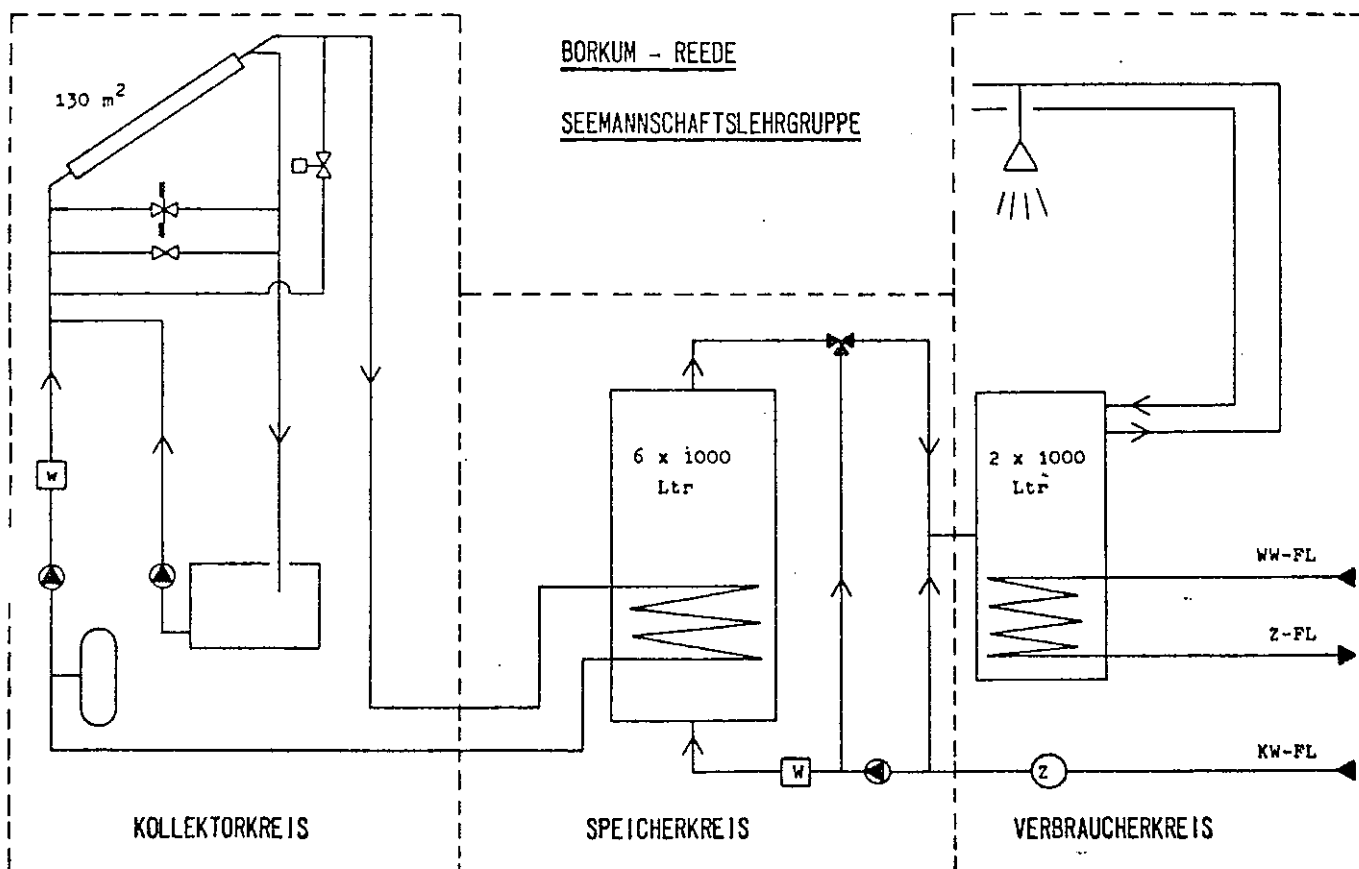 BORKUM - REEDE
SEEMANNSCHAFTSLEHRGRUPPE
130 m²
W
6 x 1000
Ltr
2 x 1000
Ltr
WW-FL
Z-FL
W
Z
KW-FL
KOLLEKTORKREIS
SPEICHERKREIS
VERBRAUCHERKREIS